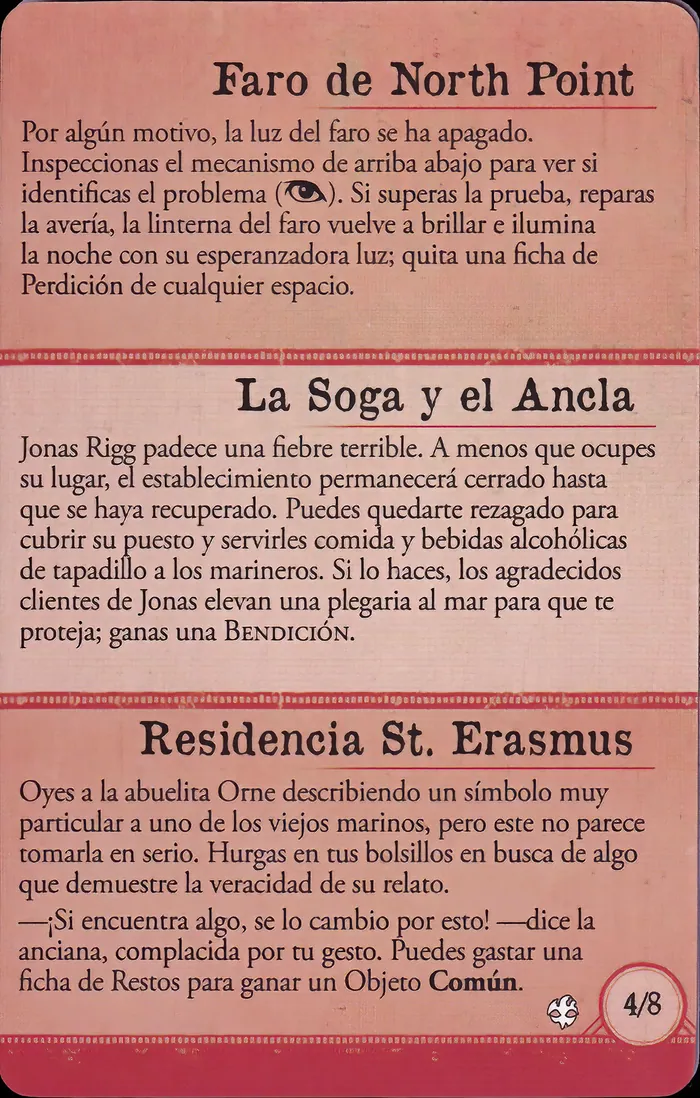 Faro de North Point
Por algún motivo, la luz del faro se ha apagado.
Inspeccionas el mecanismo de arriba abajo para ver si
identificas el problema (). Si superas la prueba, reparas
la avería, la linterna del faro vuelve a brillar e ilumina
la noche con su esperanzadora luz; quita una ficha de
Perdición de cualquier espacio.
La Soga y el Ancla
Jonas Rigg padece una fiebre terrible. A menos que ocupes
su lugar, el establecimiento permanecerá cerrado hasta
que se haya recuperado. Puedes quedarte rezagado para
cubrir su puesto y servirles comida y bebidas alcohólicas
de tapadillo a los marineros. Si lo haces, los agradecidos
clientes de Jonas elevan una plegaria al mar para que te
proteja; ganas una BENDICIÓN.
Residencia St. Erasmus
Oyes a la abuelita Orne describiendo un símbolo muy
particular a uno de los viejos marinos, pero este no parece
tomarla en serio. Hurgas en tus bolsillos en busca de algo
que demuestre la veracidad de su relato.
—¡Si encuentra algo, se lo cambio por esto! —dice la
anciana, complacida por tu gesto. Puedes gastar una
ficha de Restos para ganar un Objeto Común.
4/8